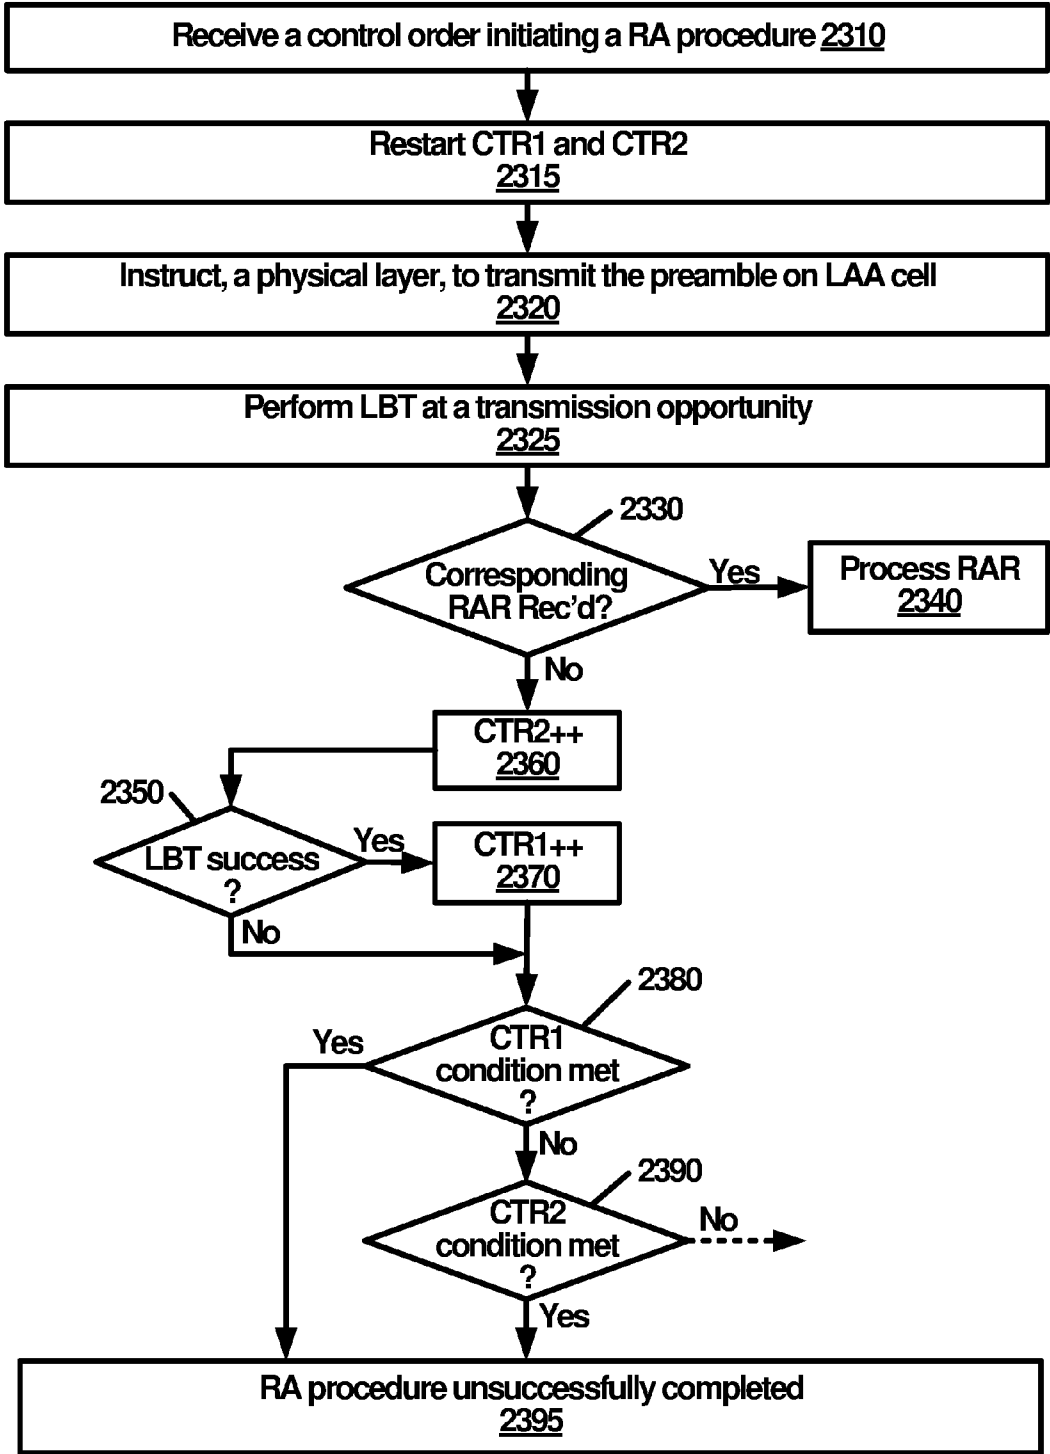 Receive a control order initiating a RA procedure 2310
Restart CTR1 and CTR2
2315
Instruct, a physical layer, to transmit the preamble on LAA cell
2320
Perform LBT at a transmission opportunity
2325
2330
Corresponding
RAR Rec'd?
Yes
Process RAR
2340
No
CTR2++
2360
2350
LBT success
?
Yes
CTR1++
2370
No
2380
CTR1
condition met
?
Yes
No
2390
CTR2
condition met
?
No
Yes
RA procedure unsuccessfully completed
2395